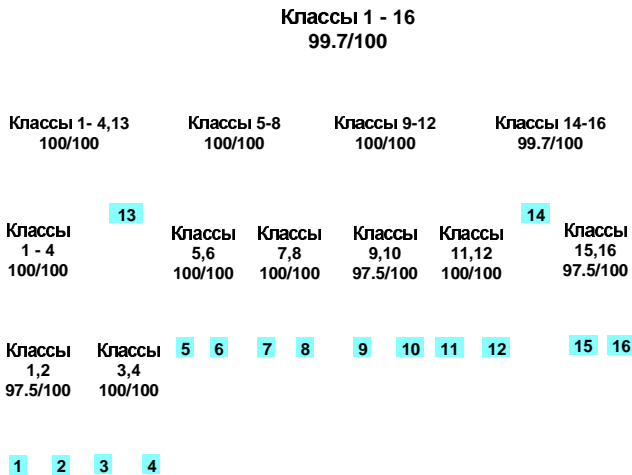 Классы 1 - 16
99.7/100
Классы 1- 4,13
100/100
Классы 5-8
100/100
Классы 9-12
100/100
Классы 14-16
99.7/100
13
14
Классы
1 - 4
100/100
Классы
5,6
100/100
Классы
7,8
100/100
Классы
9,10
97.5/100
Классы
11,12
100/100
Классы
15,16
97.5/100
Классы
1,2
97.5/100
Классы
3,4
100/100
5
6
7
8
9
10
11
12
15
16
1
2
3
4